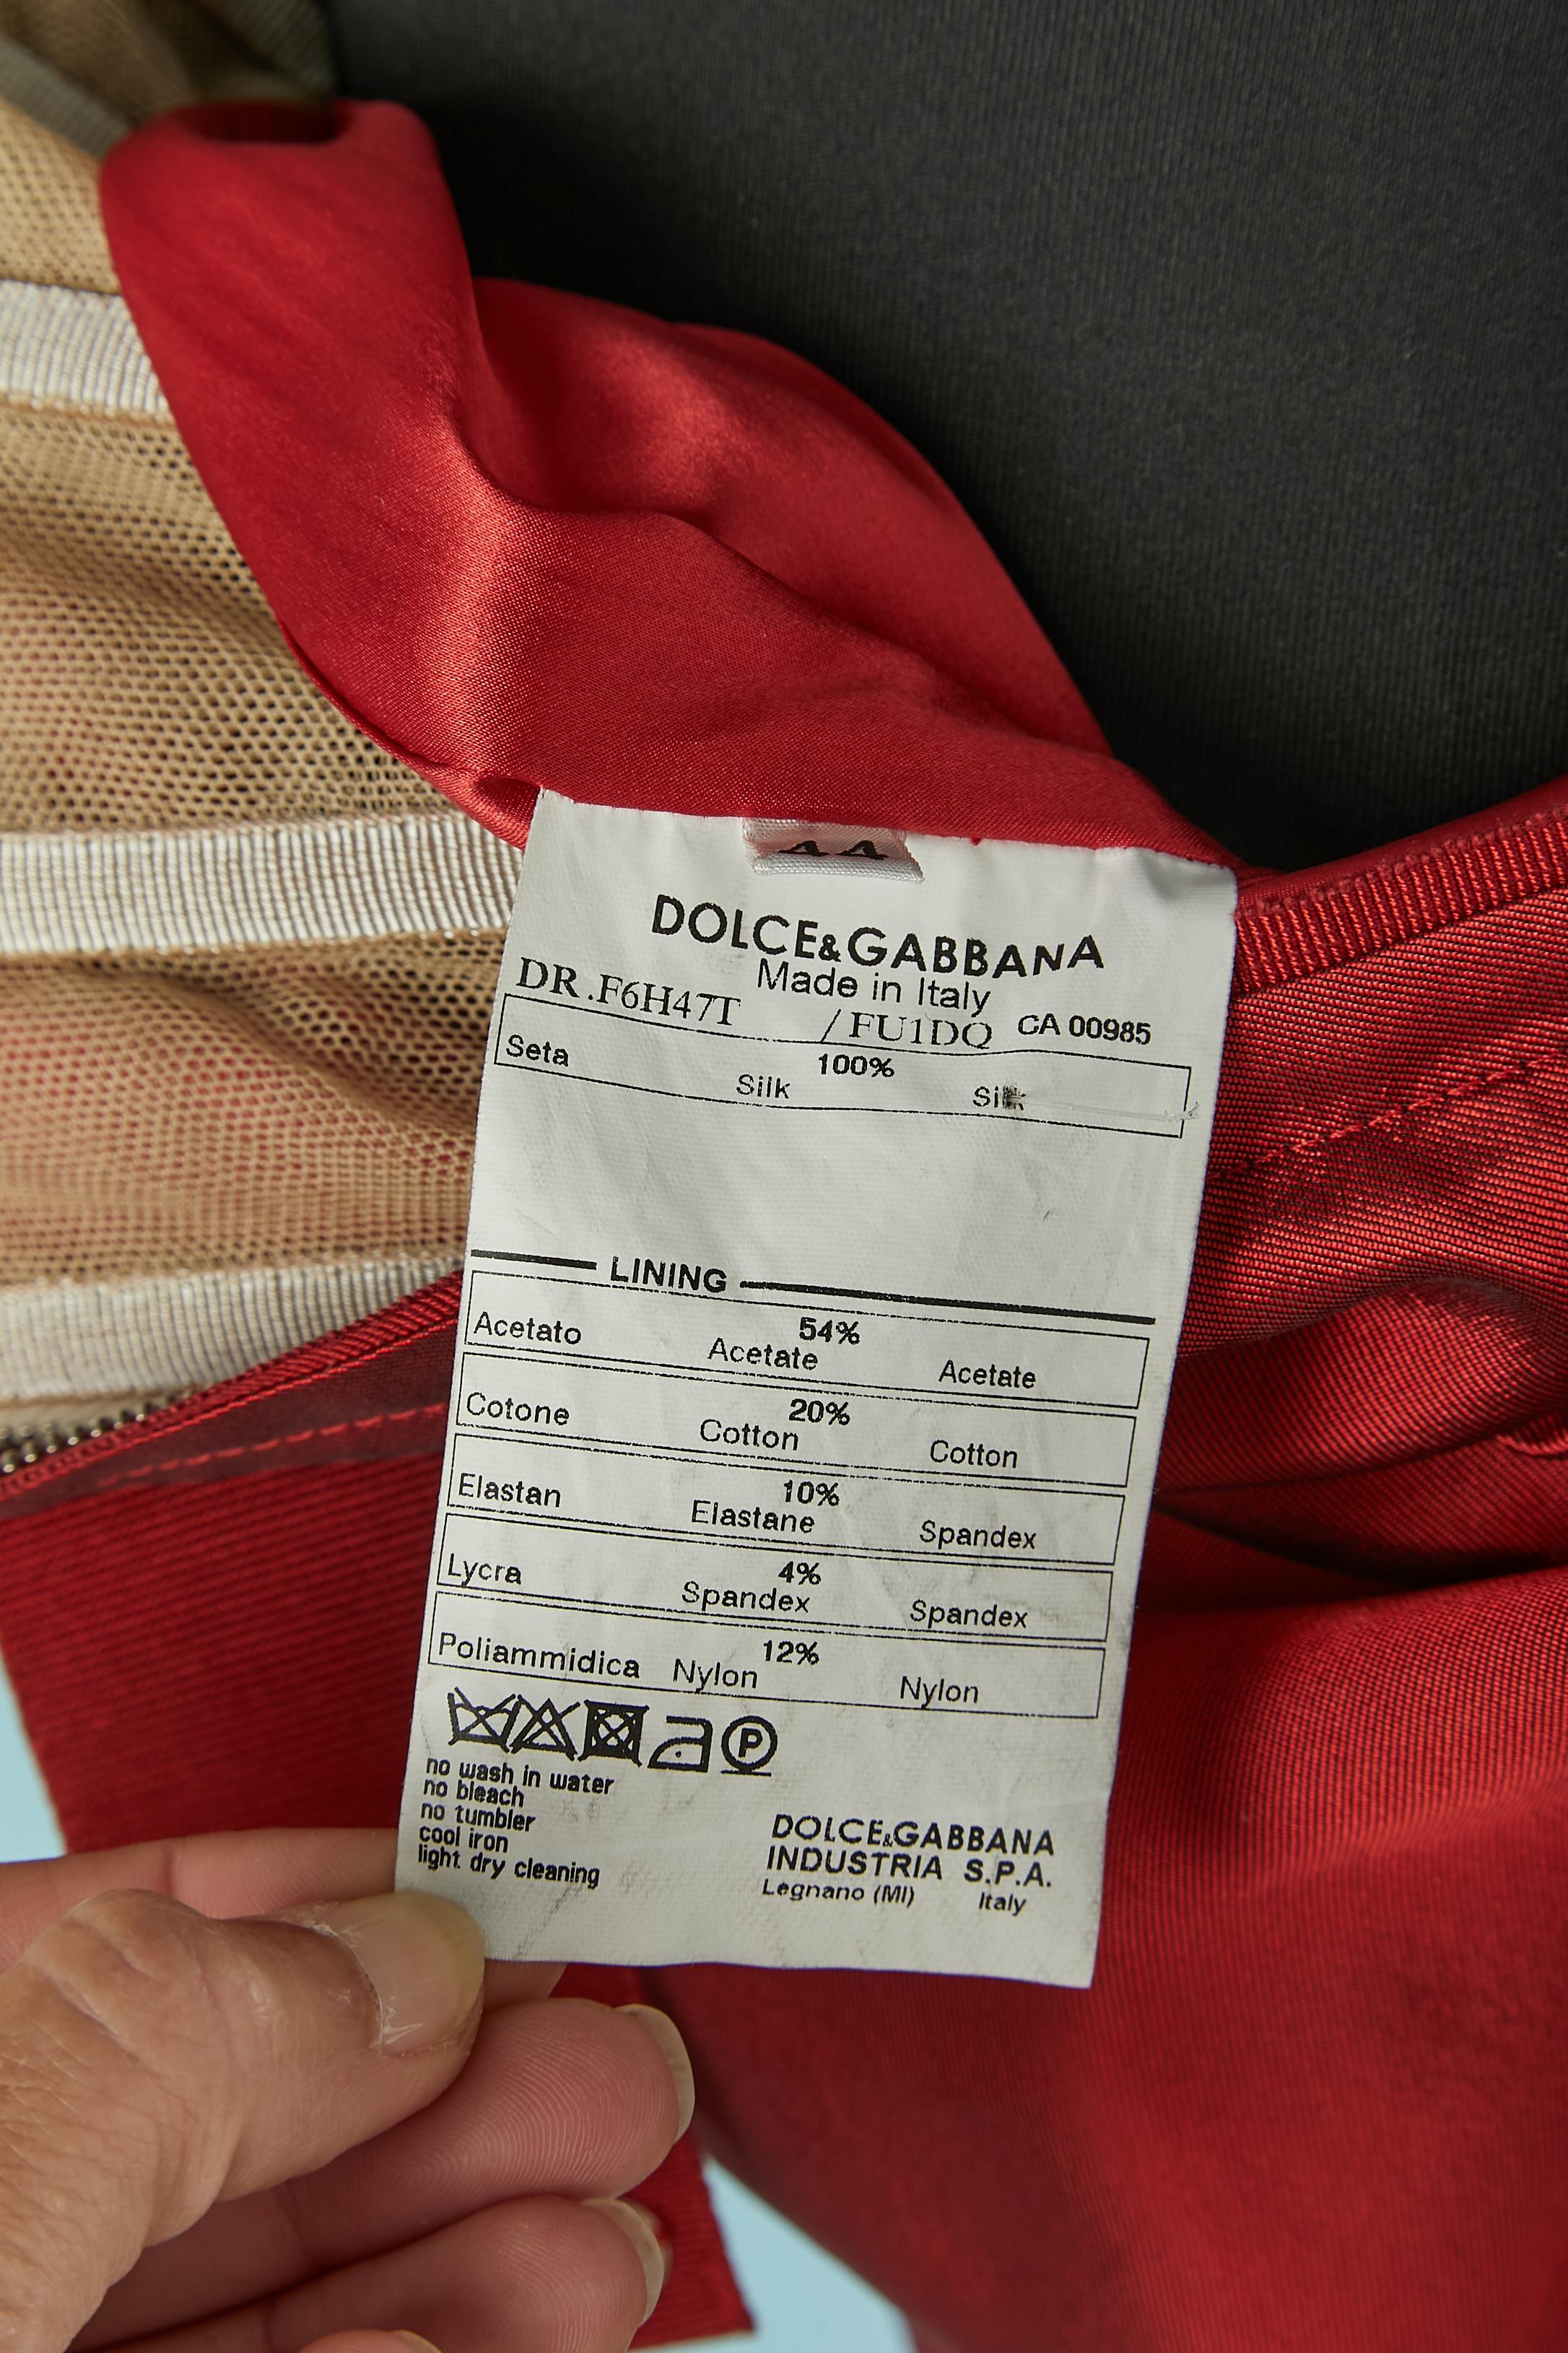 44
DOLCE&GABBANA
Made in Italy
DR.F6H47T /FU1DQ CA 00985
Seta 100% Silk Silk
LINING
Acetato 54% Acetate Acetate
Cotone 20% Cotton Cotton
Elastan 10% Elastane Spandex
Lycra 4% Spandex Spandex
Poliammidica 12% Nylon Nylon
P
no wash in water
no bleach
no tumbler
cool iron
light dry cleaning
DOLCE&GABBANA
INDUSTRIA S.P.A.
Legnano (MI) Italy